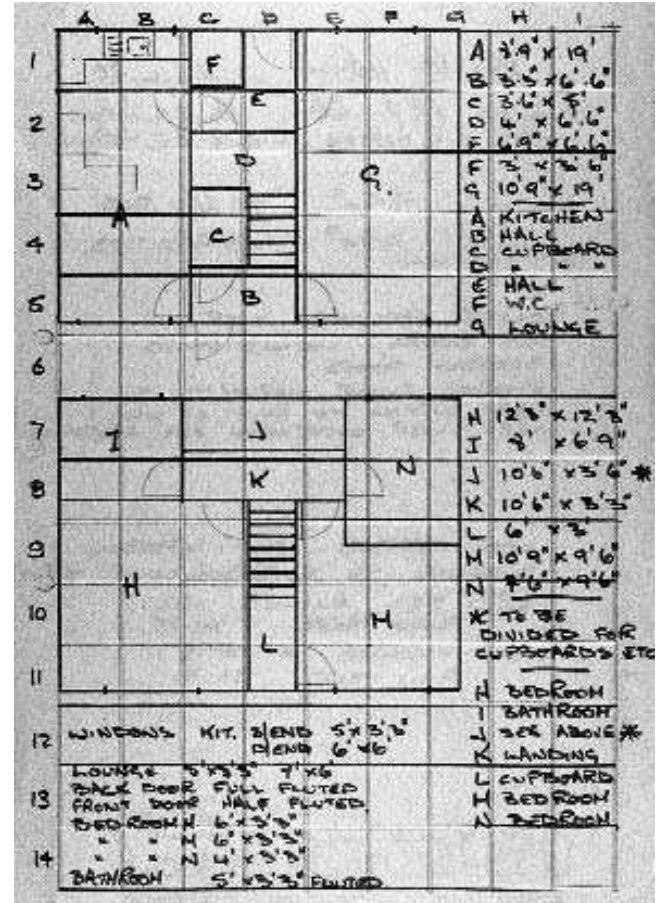 A B C D E F G H I
1
2
3
4
5
6
7
8
9
10
11
12
13
14
F
E
D
G.
A
C
B
I
J
K
N
H
H
L
A 8'9" x 19'
B 3'3" x 6'.6"
C 3'6" x
D 4' x 6'.6"
E 6'9" x 6'.6"
F 3' x 3'6"
G 10'9" x 19'
A KITCHEN
B HALL
C CUPBOARD
D " "
E HALL
F W.C.
G LOUNGE
H 12'3" x 12'3"
I 8' x 6'9"
J 10'6" x 3'6" *
K 10'6" x 3'3"
L 6' x 3'
M 10'9" x 9'6"
N 7'6" x 9'6"
* TO BE
DIVIDED FOR
CUPBOARDS ETC
H BEDROOM
I BATHROOM
J SEE ABOVE *
K LANDING
L CUPBOARD
M BEDROOM
N BEDROOM
WINDOWS KIT. S/END 5' x 3'3"
D/END 6' x 6'
LOUNGE 5' x 3'3" 7' x 6'
BACK DOOR FULL FLUTED
FRONT DOOR HALF FLUTED
BEDROOM H 6' x 3'3"
" " M 6' x 3'3"
" " N 4' x 3'3"
BATHROOM 5' x 3'3" FLUTED